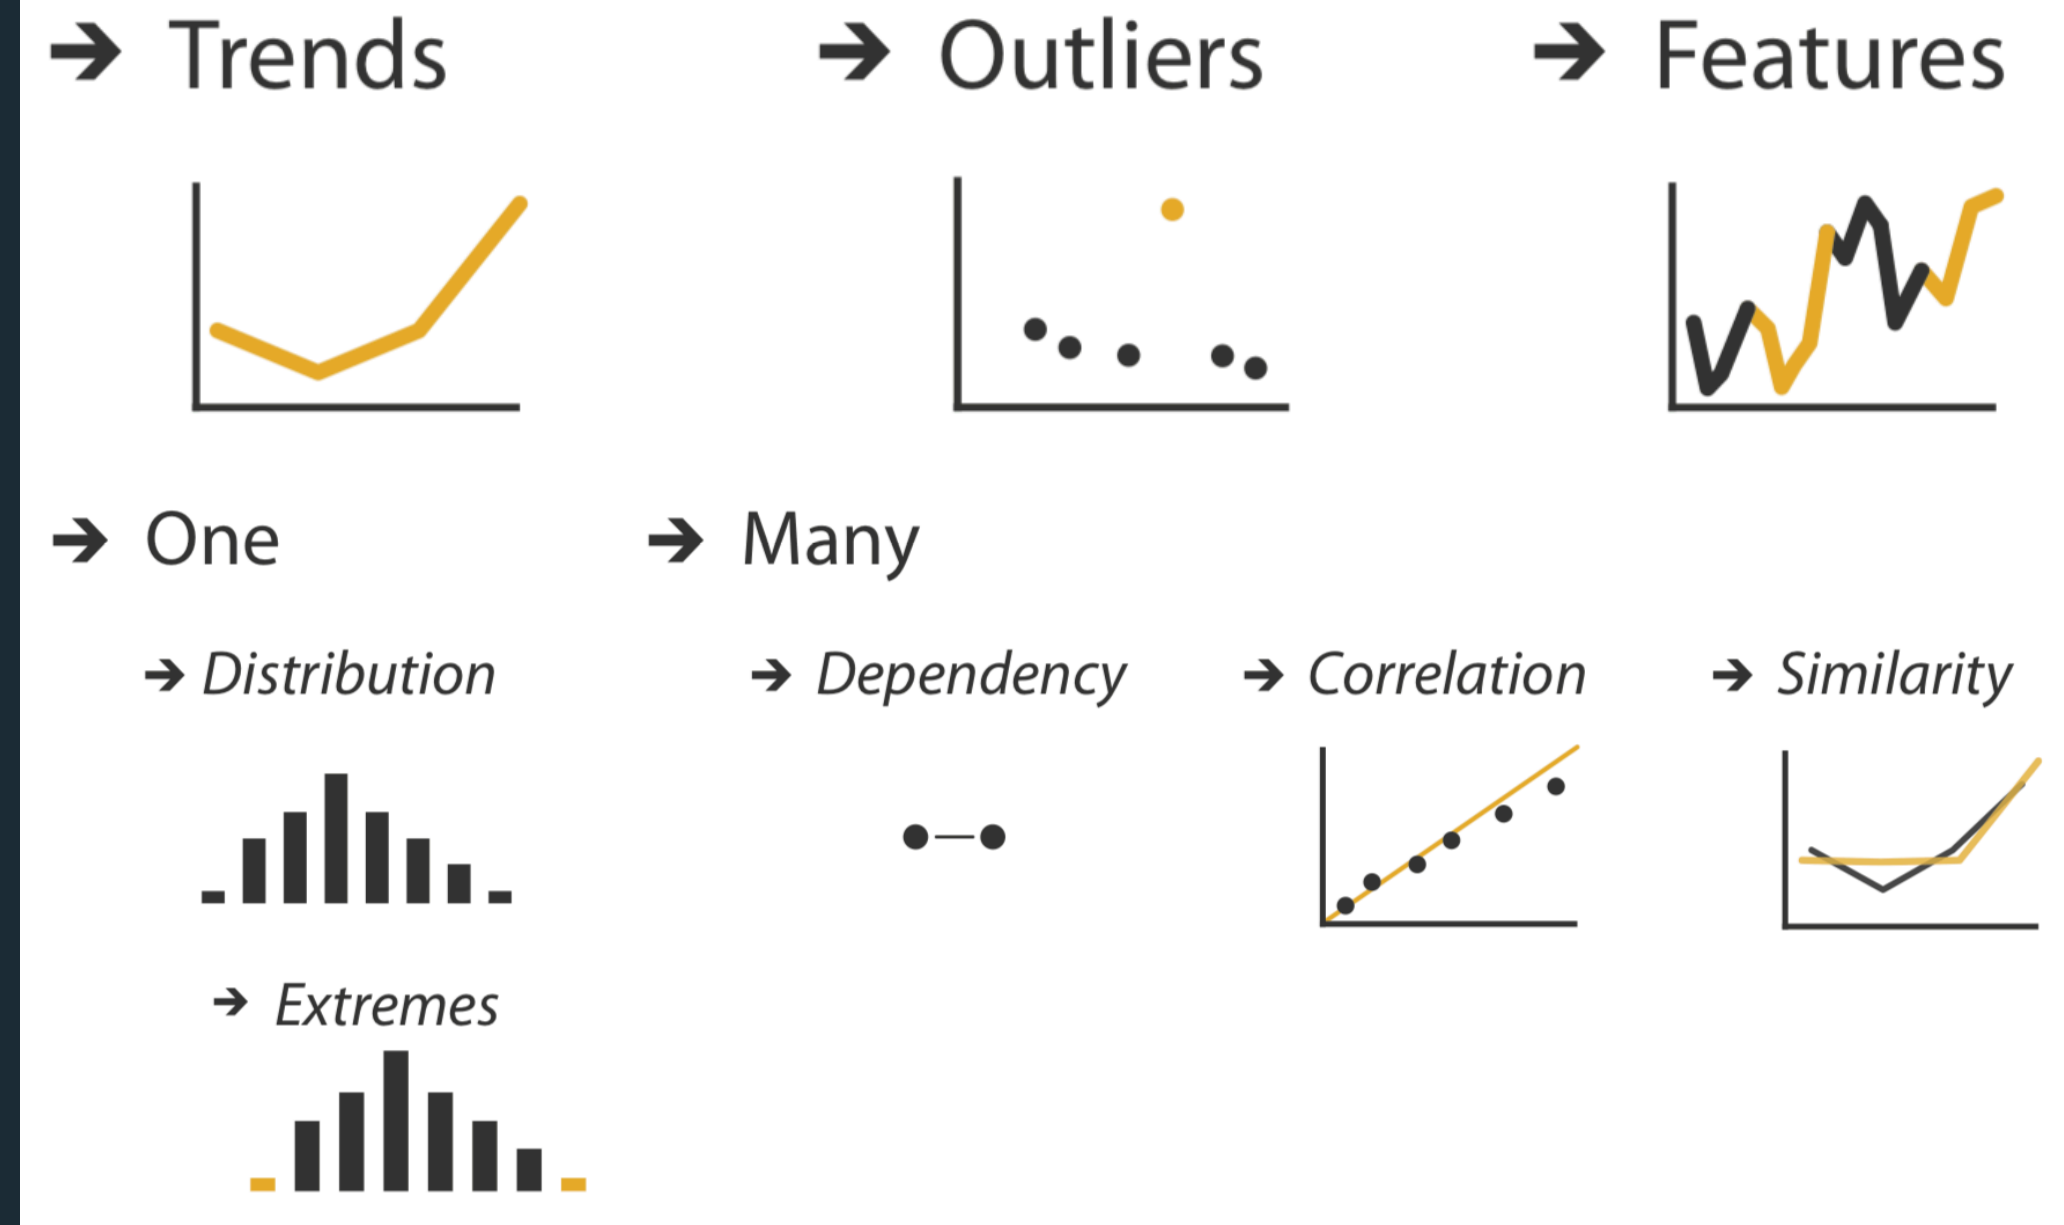 ➔ Trends
➔ Outliers
➔ Features
➔ One
➔ Many
➔ Distribution
➔ Dependency
➔ Correlation
➔ Similarity
➔ Extremes